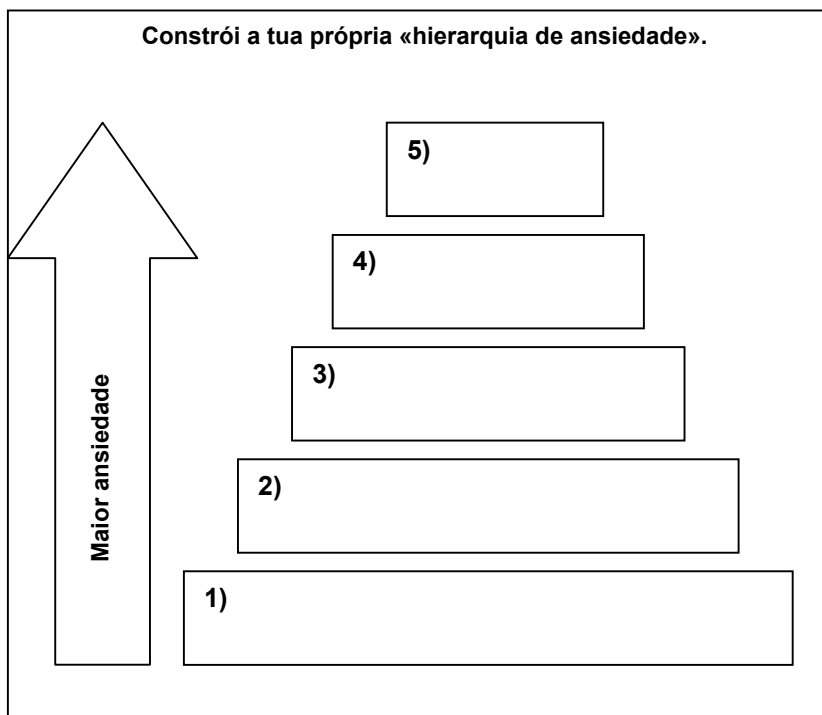 Constrói a tua própria «hierarquia de ansiedade».
5)
4)
3)
2)
1)
Maior ansiedade